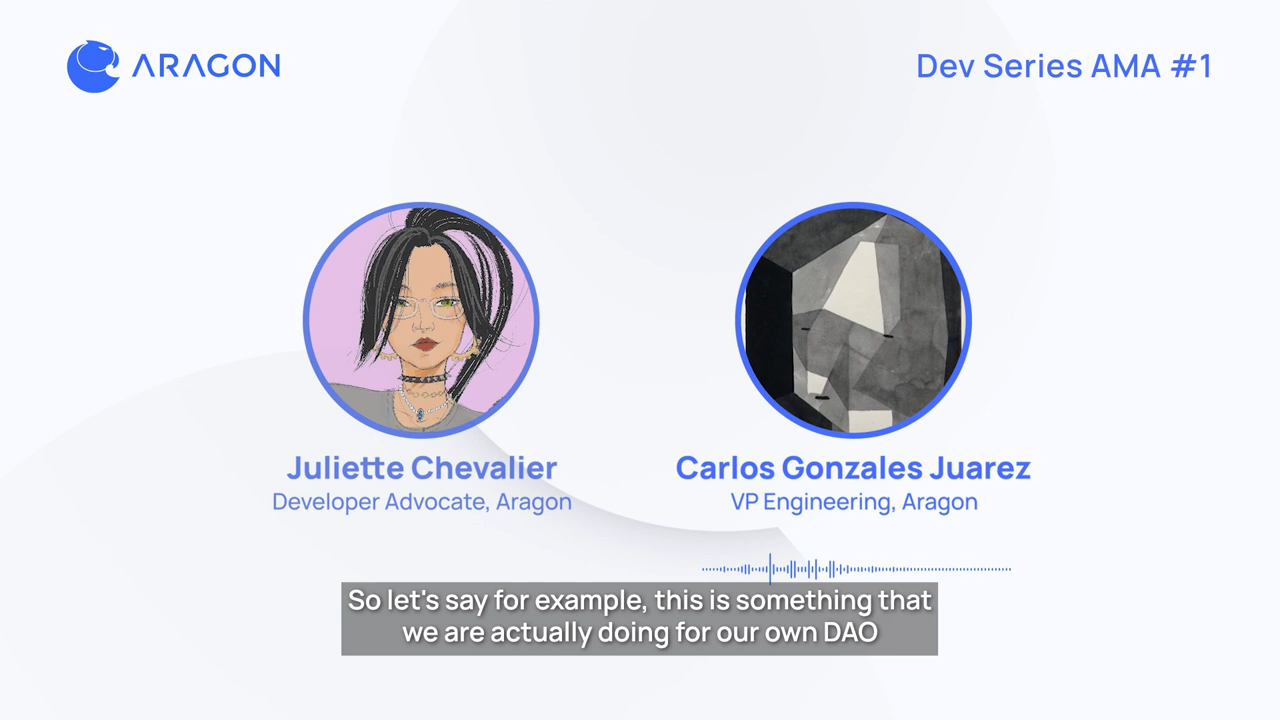 ARAGON
Dev Series AMA #1
Juliette Chevalier
Developer Advocate, Aragon
Carlos Gonzales Juarez
VP Engineering, Aragon
So let's say for example, this is something that
we are actually doing for our own DAO